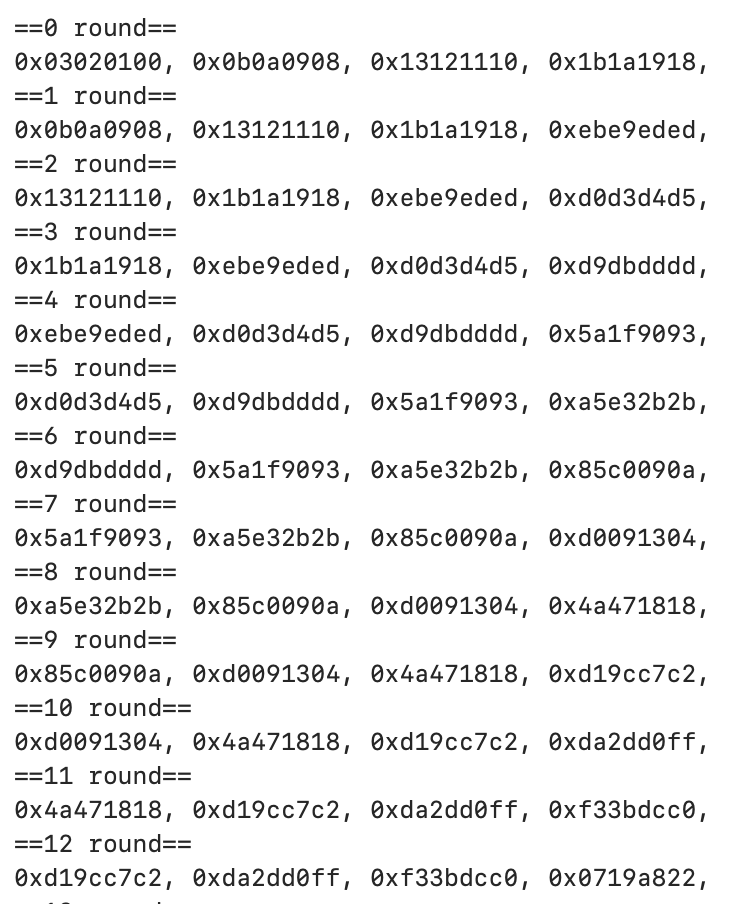 ==0 round==
0x03020100, 0x0b0a0908, 0x13121110, 0x1b1a1918,
==1 round==
0x0b0a0908, 0x13121110, 0x1b1a1918, 0xebe9eded,
==2 round==
0x13121110, 0x1b1a1918, 0xebe9eded, 0xd0d3d4d5,
==3 round==
0x1b1a1918, 0xebe9eded, 0xd0d3d4d5, 0xd9dbdddd,
==4 round==
0xebe9eded, 0xd0d3d4d5, 0xd9dbdddd, 0x5a1f9093,
==5 round==
0xd0d3d4d5, 0xd9dbdddd, 0x5a1f9093, 0xa5e32b2b,
==6 round==
0xd9dbdddd, 0x5a1f9093, 0xa5e32b2b, 0x85c0090a,
==7 round==
0x5a1f9093, 0xa5e32b2b, 0x85c0090a, 0xd0091304,
==8 round==
0xa5e32b2b, 0x85c0090a, 0xd0091304, 0x4a471818,
==9 round==
0x85c0090a, 0xd0091304, 0x4a471818, 0xd19cc7c2,
==10 round==
0xd0091304, 0x4a471818, 0xd19cc7c2, 0xda2dd0ff,
==11 round==
0x4a471818, 0xd19cc7c2, 0xda2dd0ff, 0xf33bdcc0,
==12 round==
0xd19cc7c2, 0xda2dd0ff, 0xf33bdcc0, 0x0719a822,